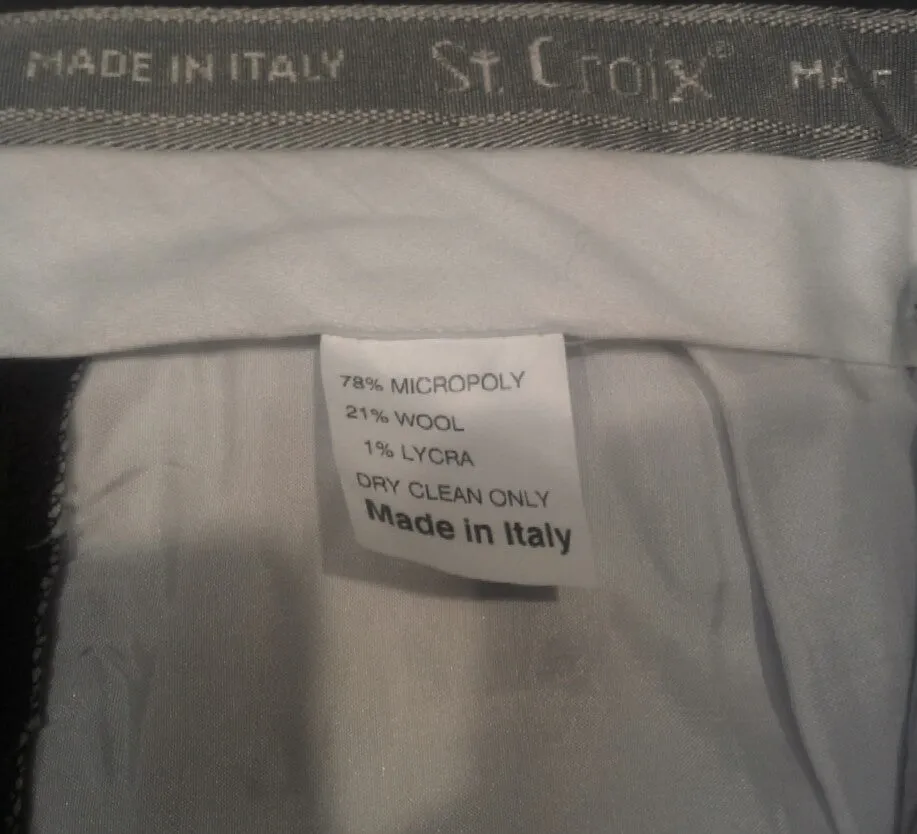 MADE IN ITALY St. Croix®
78% MICROPOLY
21% WOOL
1% LYCRA
DRY CLEAN ONLY
Made in Italy